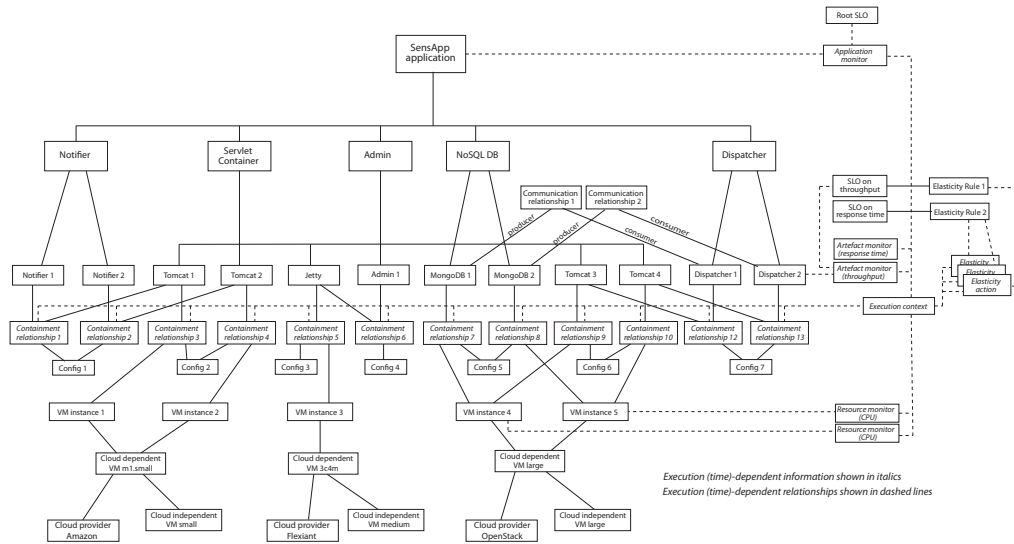 Root SLO
SensApp
application
Application
monitor
Notifier
Servlet
Container
Admin
NoSQL DB
Dispatcher
Communication
relationship 1
Communication
relationship 2
SLO on
throughput
Elasticity Rule 1
SLO on
response time
Elasticity Rule 2
producer
producer
consumer
consumer
Artefact monitor
(response time)
Artefact monitor
(throughput)
Notifier 1
Notifier 2
Tomcat 1
Tomcat 2
Jetty
Admin 1
MongoDB 1
MongoDB 2
Tomcat 3
Tomcat 4
Dispatcher 1
Dispatcher 2
Elasticity
Elasticity
Elasticity
action
Execution context
Containment
relationship 1
Containment
relationship 2
Containment
relationship 3
Containment
relationship 4
Containment
relationship 5
Containment
relationship 6
Containment
relationship 7
Containment
relationship 8
Containment
relationship 9
Containment
relationship 10
Containment
relationship 12
Containment
relationship 13
Config 1
Config 2
Config 3
Config 4
Config 5
Config 6
Config 7
VM instance 1
VM instance 2
VM instance 3
VM instance 4
VM instance 5
Resource monitor
(CPU)
Resource monitor
(CPU)
Cloud dependent
VM m1.small
Cloud dependent
VM 3c4m
Cloud dependent
VM large
Execution (time)-dependent information shown in italics
Execution (time)-dependent relationships shown in dashed lines
Cloud provider
Amazon
Cloud independent
VM small
Cloud provider
Flexiant
Cloud independent
VM medium
Cloud provider
OpenStack
Cloud independent
VM large